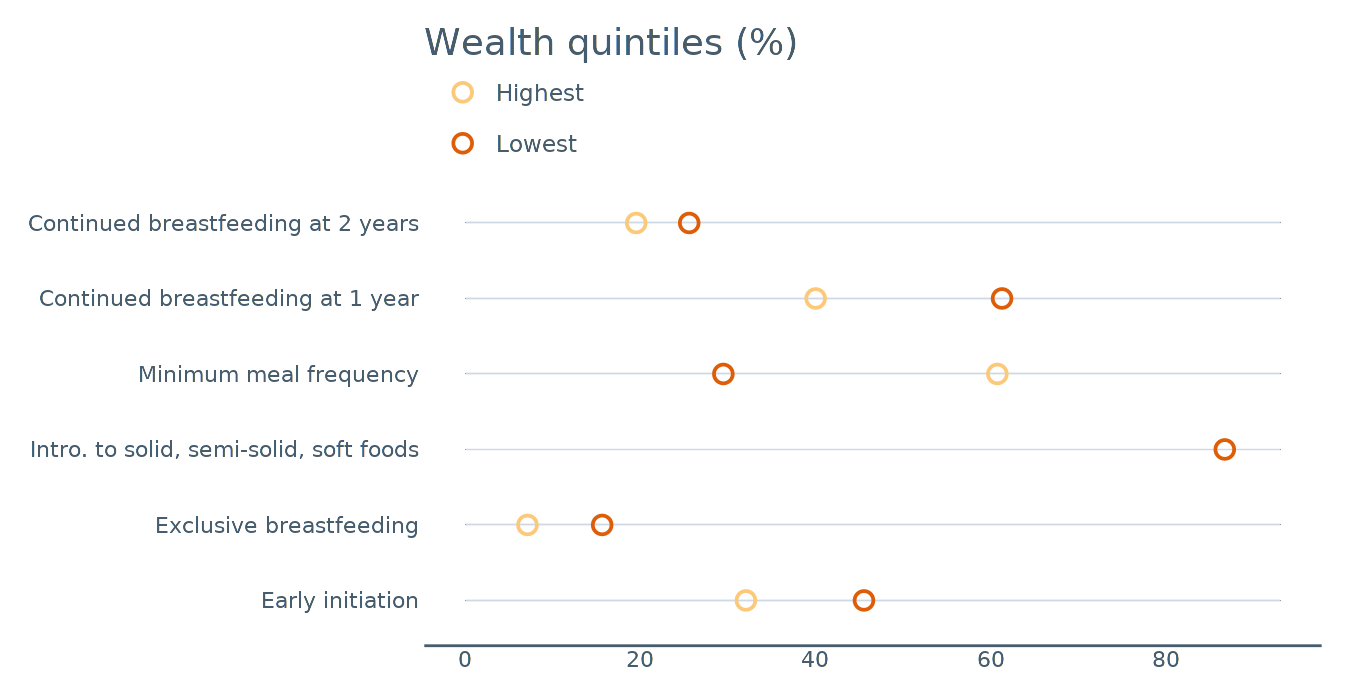 Wealth quintiles (%)
Highest
Lowest
Continued breastfeeding at 2 years
Continued breastfeeding at 1 year
Minimum meal frequency
Intro. to solid, semi-solid, soft foods
Exclusive breastfeeding
Early initiation
0 20 40 60 80